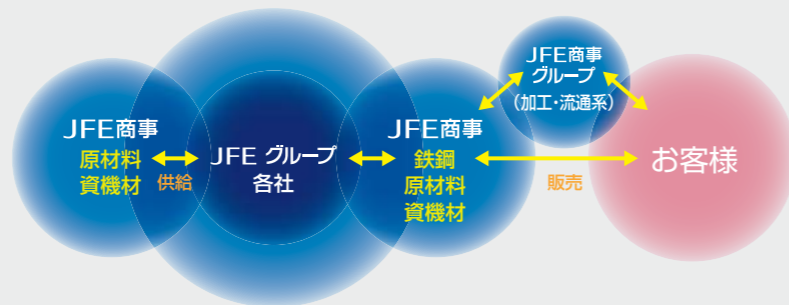 JFE商事
原材料
資機材
供給
JFE グループ
各社
JFE商事
鉄鋼
原材料
資機材
JFE商事
グループ
（加工・流通系）
販売
お客様